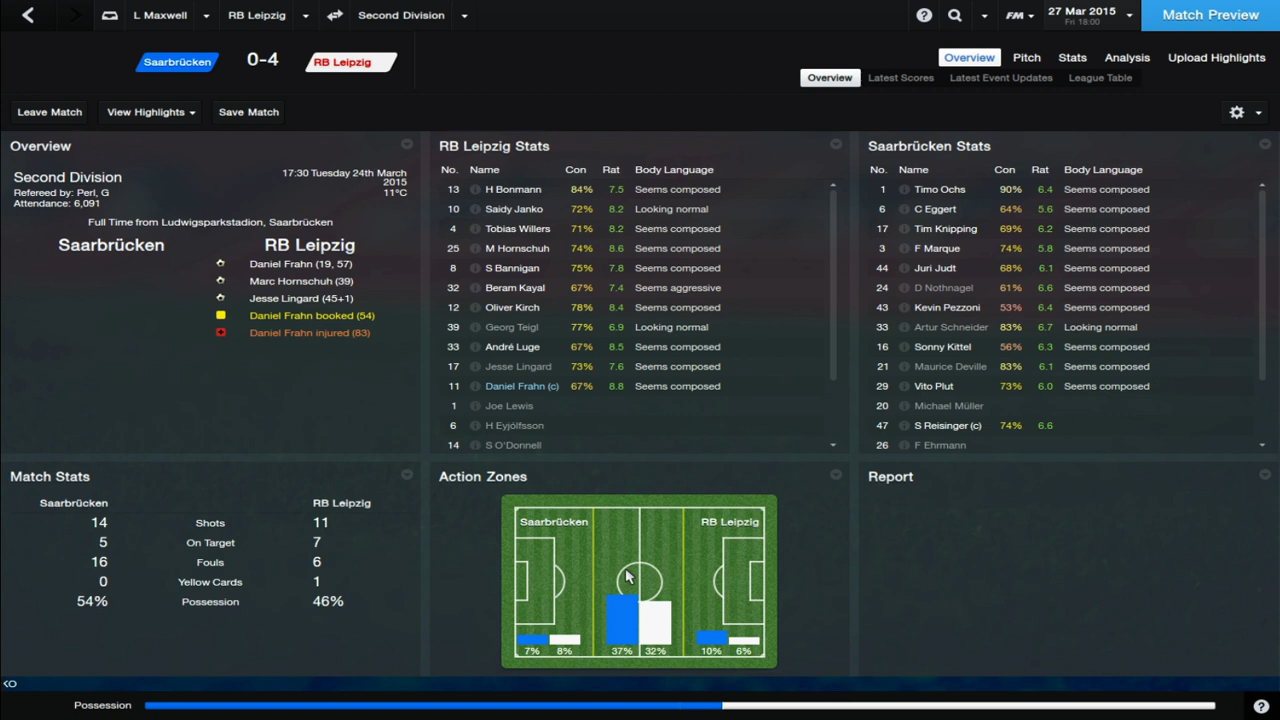 L Maxwell RB Leipzig Second Division FM 27 Mar 2015 Fri 18:00 Match Preview
Saarbrücken 0-4 RB Leipzig
Overview Pitch Stats Analysis Upload Highlights
Overview Latest Scores Latest Event Updates League Table
Leave Match View Highlights Save Match
Overview
Second Division
Refereed by: Perl, G
Attendance: 6,091
17:30 Tuesday 24th March
2015
11°C
Full Time from Ludwigsparkstadion, Saarbrücken
Saarbrücken RB Leipzig
Daniel Frahn (19, 57)
Marc Hornschuh (39)
Jesse Lingard (45+1)
Daniel Frahn booked (54)
Daniel Frahn injured (83)
RB Leipzig Stats
No. Name Con Rat Body Language
13 H Bonmann 84% 7.5 Seems composed
10 Saidy Janko 72% 8.2 Looking normal
4 Tobias Willers 71% 8.2 Seems composed
25 M Hornschuh 74% 8.6 Seems composed
8 S Bannigan 75% 7.8 Seems composed
32 Beram Kayal 67% 7.4 Seems aggressive
12 Oliver Kirch 78% 8.4 Seems composed
39 Georg Teigl 77% 6.9 Looking normal
33 André Luge 67% 8.5 Seems composed
17 Jesse Lingard 73% 7.6 Seems composed
11 Daniel Frahn (c) 67% 8.8 Seems composed
1 Joe Lewis
6 H Eyjólfsson
14 S O'Donnell
Saarbrücken Stats
No. Name Con Rat Body Language
1 Timo Ochs 90% 6.4 Seems composed
6 C Eggert 64% 5.6 Seems composed
17 Tim Knipping 69% 6.2 Seems composed
3 F Marque 74% 5.8 Seems composed
44 Juri Judt 68% 6.1 Seems composed
24 D Nothnagel 61% 6.6 Seems composed
43 Kevin Pezzoni 53% 6.4 Seems composed
33 Artur Schneider 83% 6.7 Looking normal
16 Sonny Kittel 56% 6.3 Seems composed
21 Maurice Deville 83% 6.1 Seems composed
29 Vito Plut 73% 6.0 Seems composed
20 Michael Müller
47 S Reisinger (c) 74% 6.6
26 F Ehrmann
Match Stats
Saarbrücken RB Leipzig
14 Shots 11
5 On Target 7
16 Fouls 6
0 Yellow Cards 1
54% Possession 46%
Action Zones
Saarbrücken RB Leipzig
7% 8% 37% 32% 10% 6%
Report
Possession